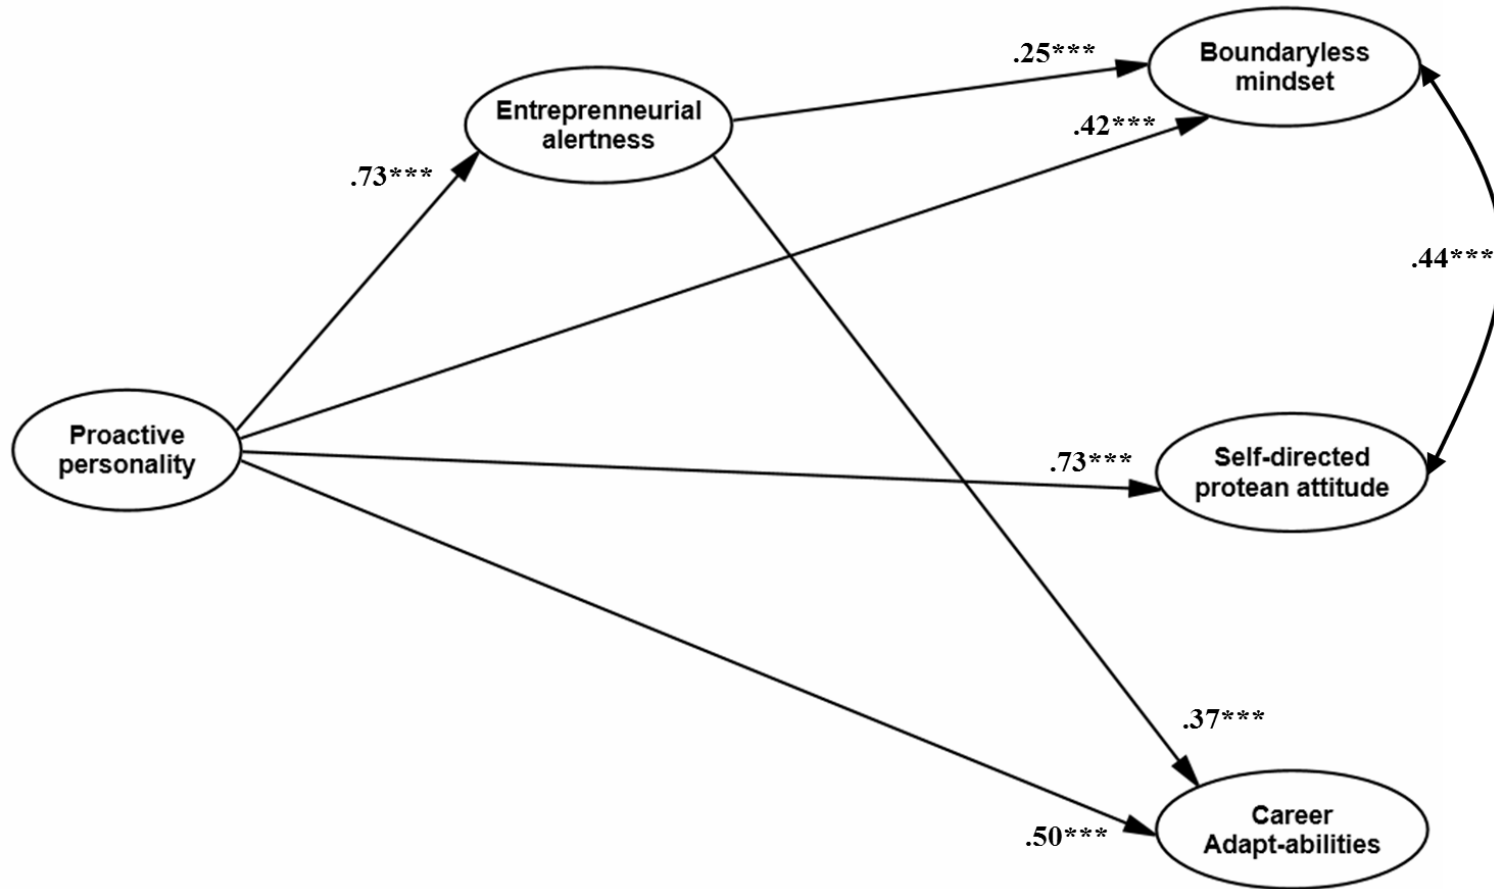 Boundaryless
mindset
.25***
Entreprenneurial
alertness
.42***
.73***
.44***
Proactive
personality
.73***
Self-directed
protean attitude
.37***
Career
Adapt-abilities
.50***